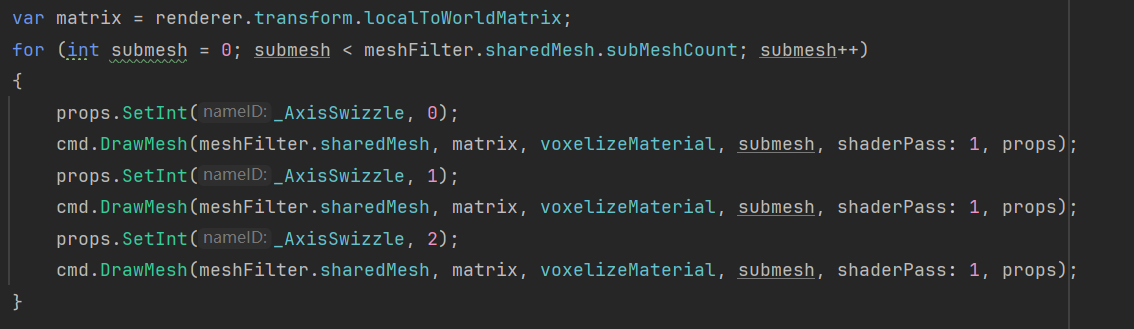 var matrix = renderer.transform.localToWorldMatrix;
for (int submesh = 0; submesh < meshFilter.sharedMesh.subMeshCount; submesh++)
{
    props.SetInt(nameID: _AxisSwizzle, 0);
    cmd.DrawMesh(meshFilter.sharedMesh, matrix, voxelizeMaterial, submesh, shaderPass: 1, props);
    props.SetInt(nameID: _AxisSwizzle, 1);
    cmd.DrawMesh(meshFilter.sharedMesh, matrix, voxelizeMaterial, submesh, shaderPass: 1, props);
    props.SetInt(nameID: _AxisSwizzle, 2);
    cmd.DrawMesh(meshFilter.sharedMesh, matrix, voxelizeMaterial, submesh, shaderPass: 1, props);
}